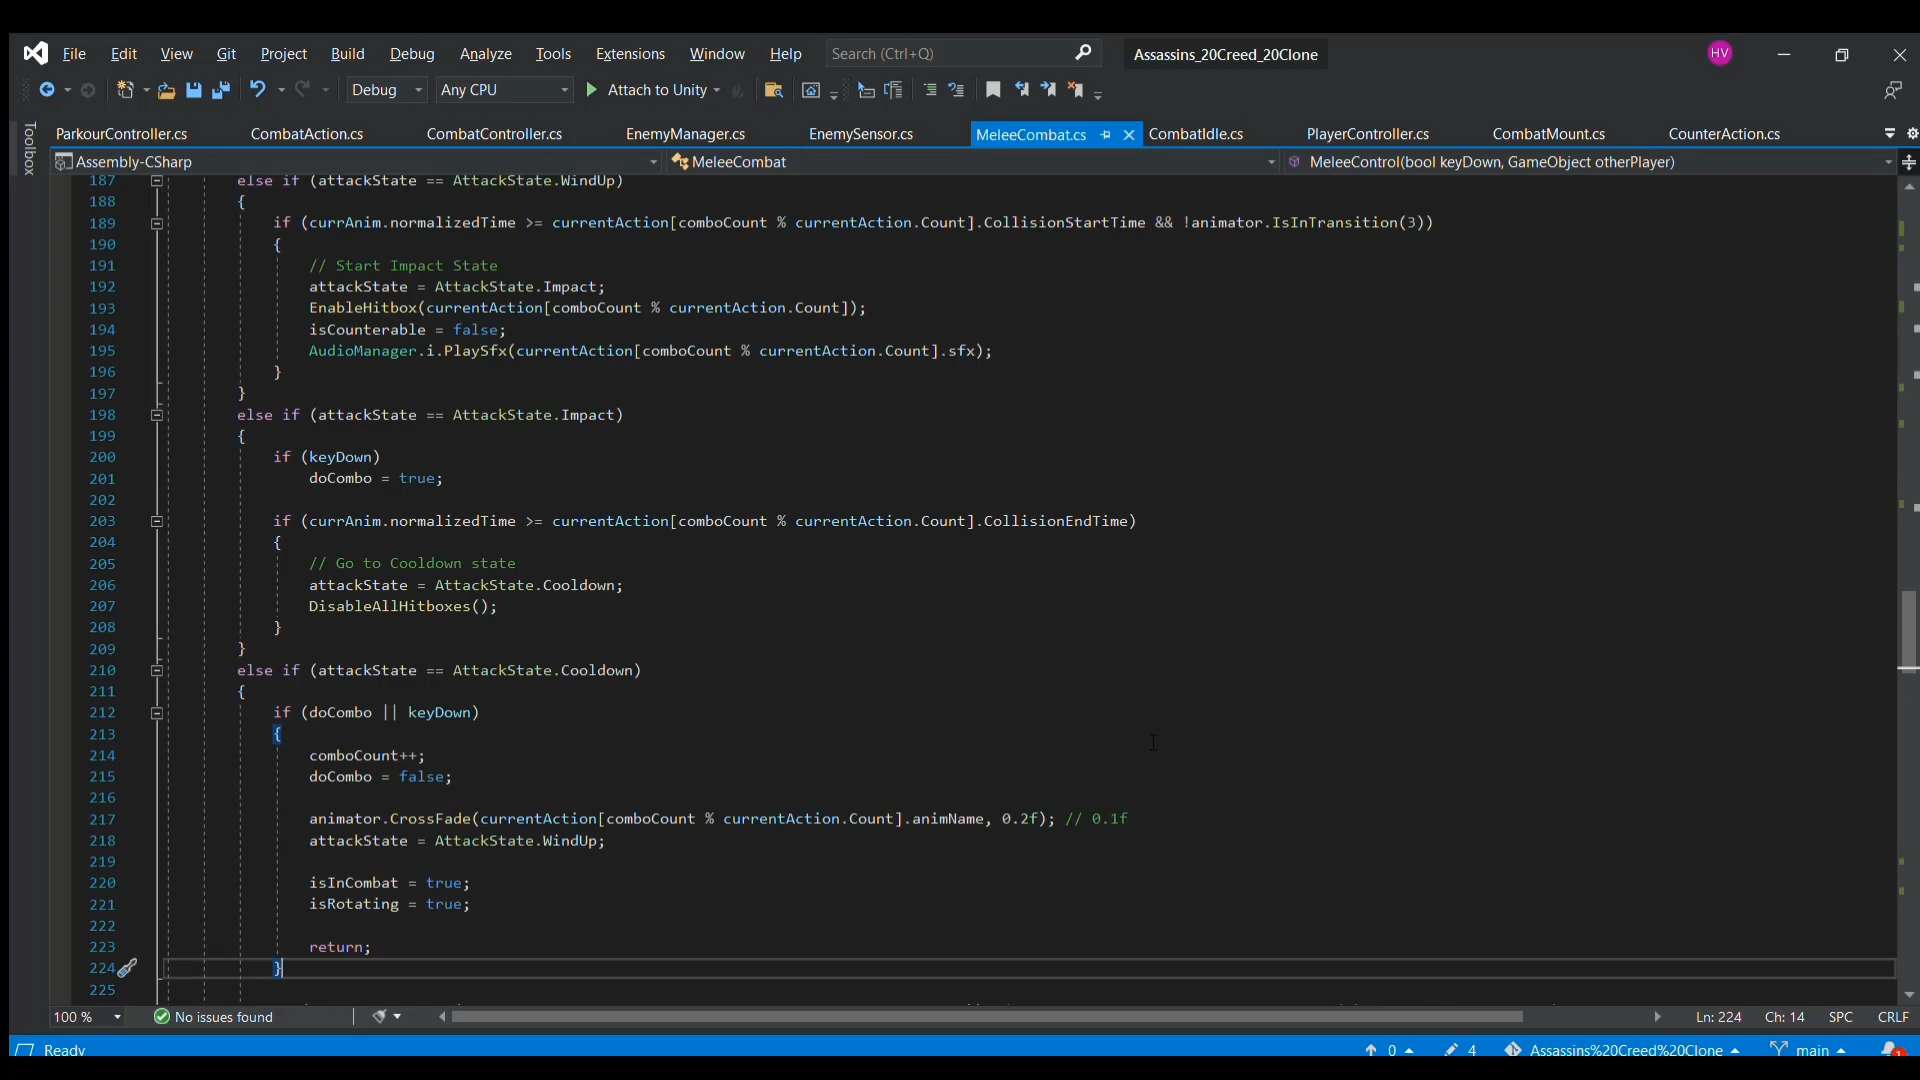 File Edit View Git Project Build Debug Analyze Tools Extensions Window Help Search (Ctrl+Q) Assassins_20Creed_20Clone HV
Debug Any CPU Attach to Unity
ParkourController.cs CombatAction.cs CombatController.cs EnemyManager.cs EnemySensor.cs MeleeCombat.cs CombatIdle.cs PlayerController.cs CombatMount.cs CounterAction.cs
Toolbox
Assembly-CSharp MeleeCombat MeleeControl(bool keyDown, GameObject otherPlayer)
187 else if (attackState == AttackState.WindUp)
188 {
189 if (currAnim.normalizedTime >= currentAction[comboCount % currentAction.Count].CollisionStartTime && !animator.IsInTransition(3))
190 {
191 // Start Impact State
192 attackState = AttackState.Impact;
193 EnableHitbox(currentAction[comboCount % currentAction.Count]);
194 isCounterable = false;
195 AudioManager.i.PlaySfx(currentAction[comboCount % currentAction.Count].sfx);
196 }
197 }
198 else if (attackState == AttackState.Impact)
199 {
200 if (keyDown)
201 doCombo = true;
202
203 if (currAnim.normalizedTime >= currentAction[comboCount % currentAction.Count].CollisionEndTime)
204 {
205 // Go to Cooldown state
206 attackState = AttackState.Cooldown;
207 DisableAllHitboxes();
208 }
209 }
210 else if (attackState == AttackState.Cooldown)
211 {
212 if (doCombo || keyDown)
213 {
214 comboCount++;
215 doCombo = false;
216
217 animator.CrossFade(currentAction[comboCount % currentAction.Count].animName, 0.2f); // 0.1f
218 attackState = AttackState.WindUp;
219
220 isInCombat = true;
221 isRotating = true;
222
223 return;
224 }
225
100 % No issues found Ln: 224 Ch: 14 SPC CRLF
Ready 0 4 Assassins%20Creed%20Clone main 1